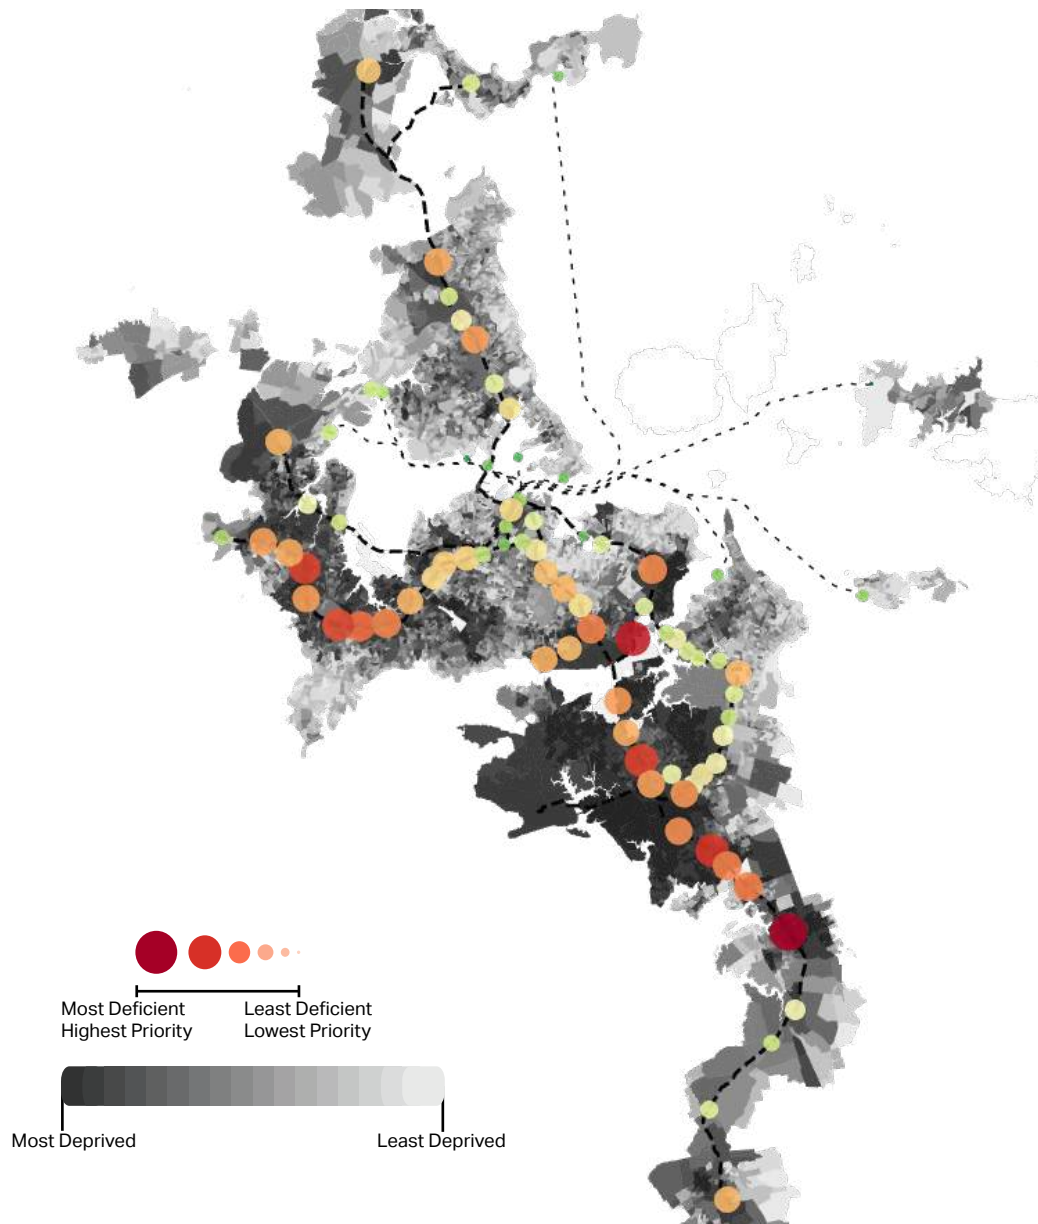 Most Deficient
Highest Priority
Least Deficient
Lowest Priority
Most Deprived
Least Deprived